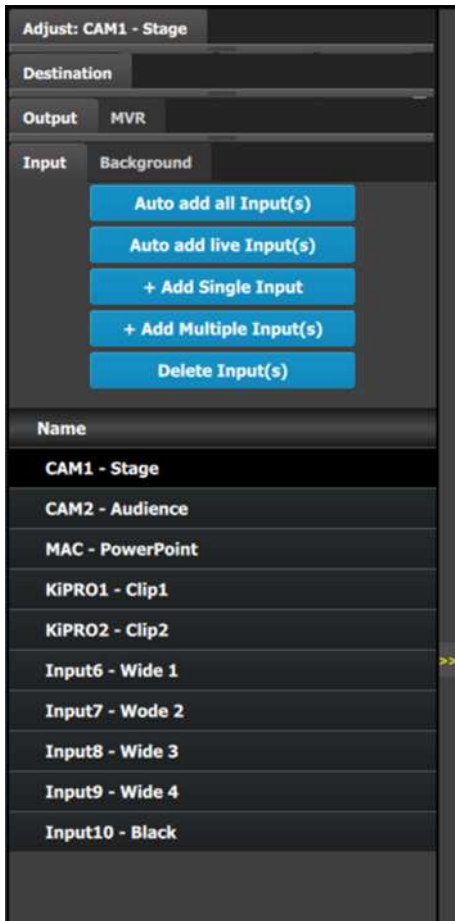 Adjust: CAM1 - Stage
Destination
Output MVR
Input Background
Auto add all Input(s)
Auto add live Input(s)
+ Add Single Input
+ Add Multiple Input(s)
Delete Input(s)
Name
CAM1 - Stage
CAM2 - Audience
MAC - PowerPoint
KiPRO1 - Clip1
KiPRO2 - Clip2
Input6 - Wide 1
>>
Input7 - Wode 2
Input8 - Wide 3
Input9 - Wide 4
Input10 - Black